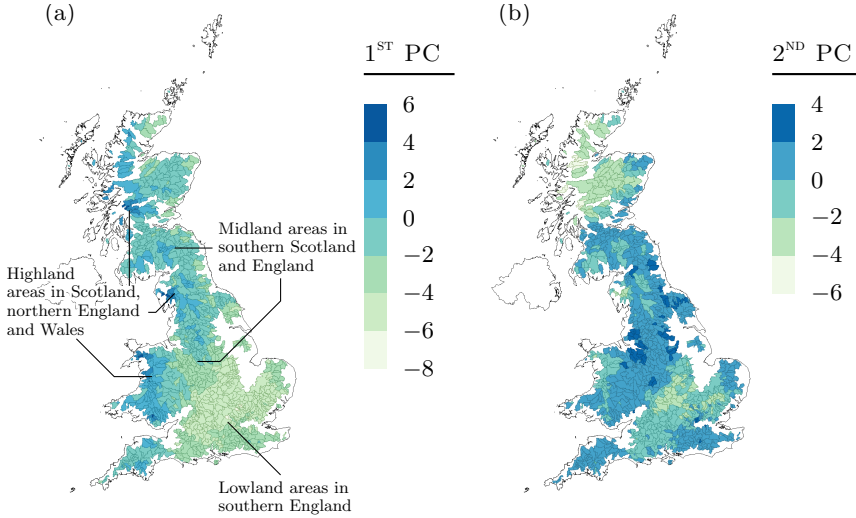 (a)
1ST PC
6
4
2
0
−2
−4
−6
−8
Midland areas in
southern Scotland
and England
Highland
areas in Scotland,
northern England
and Wales
Lowland areas in
southern England
(b)
2ND PC
4
2
0
−2
−4
−6